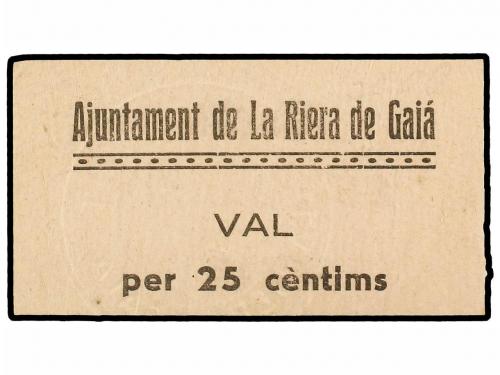 Ajuntament de La Riera de Gaiá
VAL
per 25 cèntims